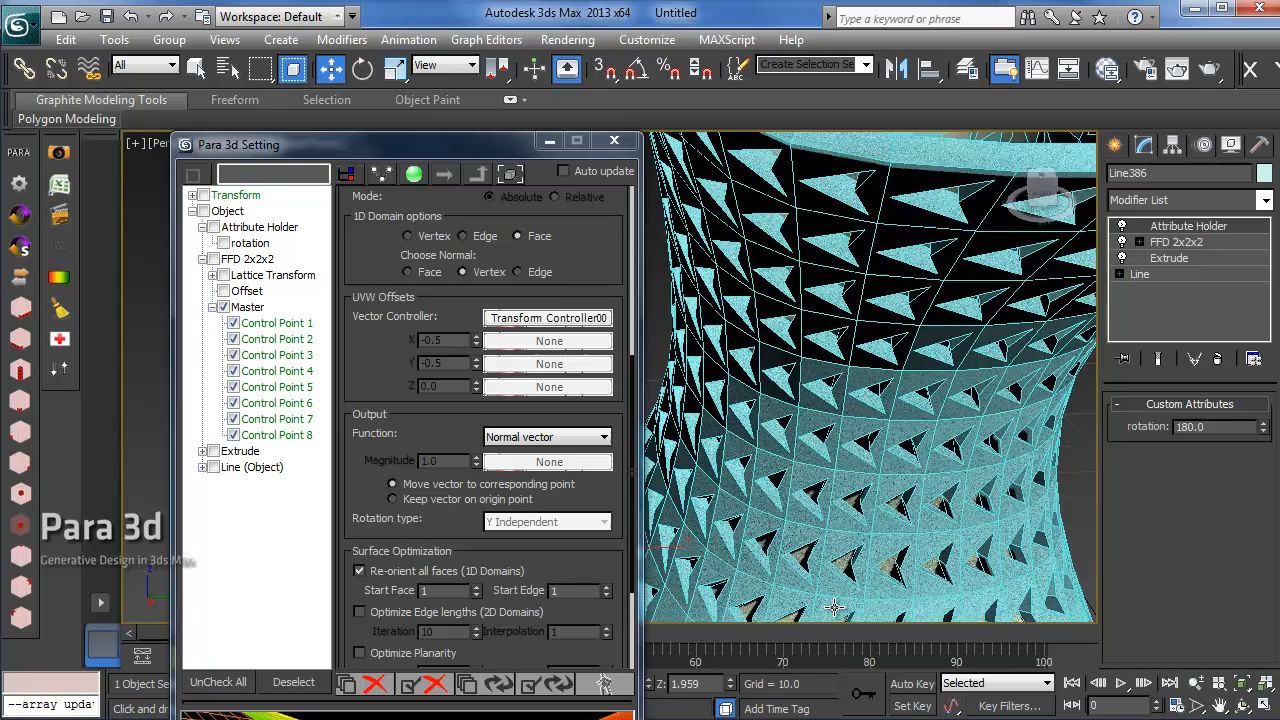 Workspace: Default
Autodesk 3ds Max 2013 x64 Untitled
Type a keyword or phrase
Edit Tools Group Views Create Modifiers Animation Graph Editors Rendering Customize MAXScript Help
All
View
Create Selection Se
Graphite Modeling Tools Freeform Selection Object Paint
Polygon Modeling
PARA
[+][Per
Para 3d Setting
Auto update
Transform
Object
Attribute Holder
rotation
FFD 2x2x2
Lattice Transform
Offset
Master
Control Point 1
Control Point 2
Control Point 3
Control Point 4
Control Point 5
Control Point 6
Control Point 7
Control Point 8
Extrude
Line (Object)
UnCheck All Deselect
Mode: Absolute Relative
1D Domain options
Vertex Edge Face
Choose Normal:
Face Vertex Edge
UVW Offsets
Vector Controller: Transform Controller00
X -0.5 None
Y -0.5 None
Z 0.0 None
Output
Function: Normal vector
Magnitude 1.0 None
Move vector to corresponding point
Keep vector on origin point
Rotation type: Y Independent
Surface Optimization
Re-orient all faces (1D Domains)
Start Face 1 Start Edge 1
Optimize Edge lengths (2D Domains)
Iteration 10 Interpolation 1
Optimize Planarity
Line386
Modifier List
Attribute Holder
FFD 2x2x2
Extrude
Line
Custom Attributes
rotation: 180.0
Para 3d
Generative Design in 3ds Max
60 70 80 90 100
1 Object Se
Click and d
--array upda
Z: 1.959
Grid = 10.0
Add Time Tag
Auto Key Selected
Set Key Key Filters...
0